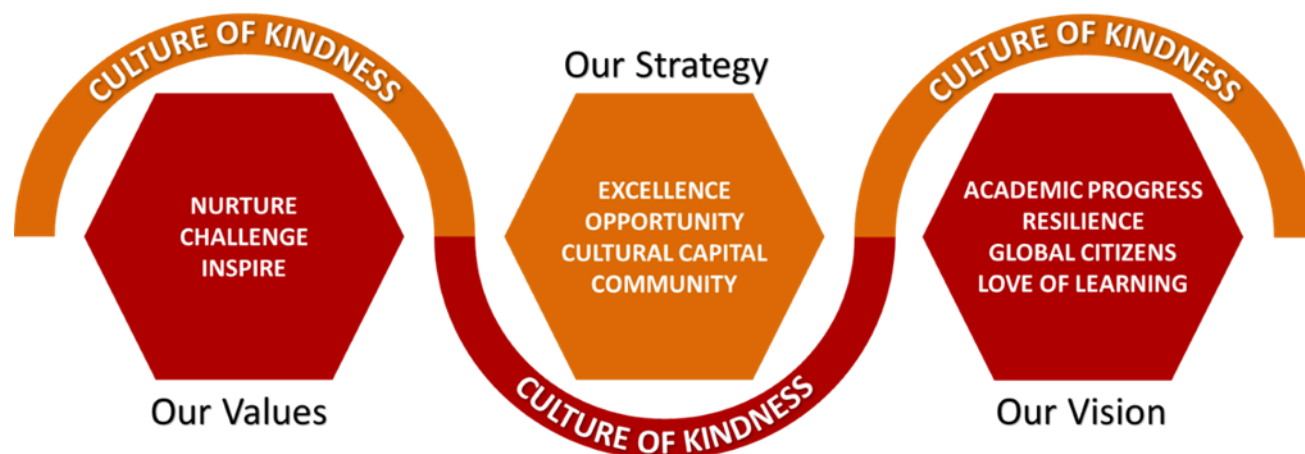 CULTURE OF KINDNESS
NURTURE
CHALLENGE
INSPIRE
Our Values
Our Strategy
EXCELLENCE
OPPORTUNITY
CULTURAL CAPITAL
COMMUNITY
CULTURE OF KINDNESS
CULTURE OF KINDNESS
ACADEMIC PROGRESS
RESILIENCE
GLOBAL CITIZENS
LOVE OF LEARNING
Our Vision